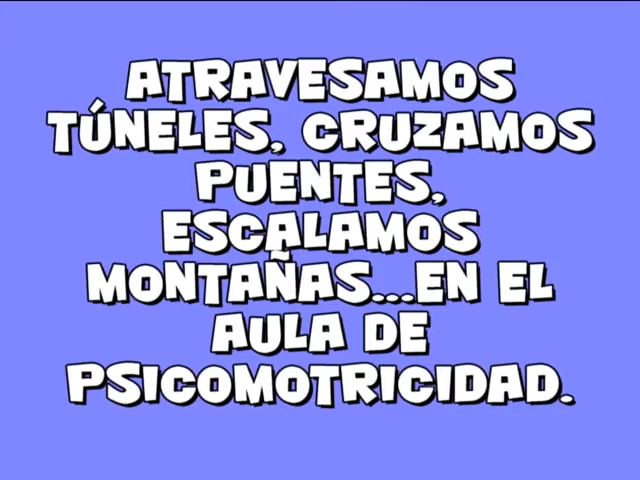 ATRAVESAMOS
TÚNELES, CRUZAMOS
PUENTES,
ESCALAMOS
MONTAÑAS...EN EL
AULA DE
PSICOMOTRICIDAD.